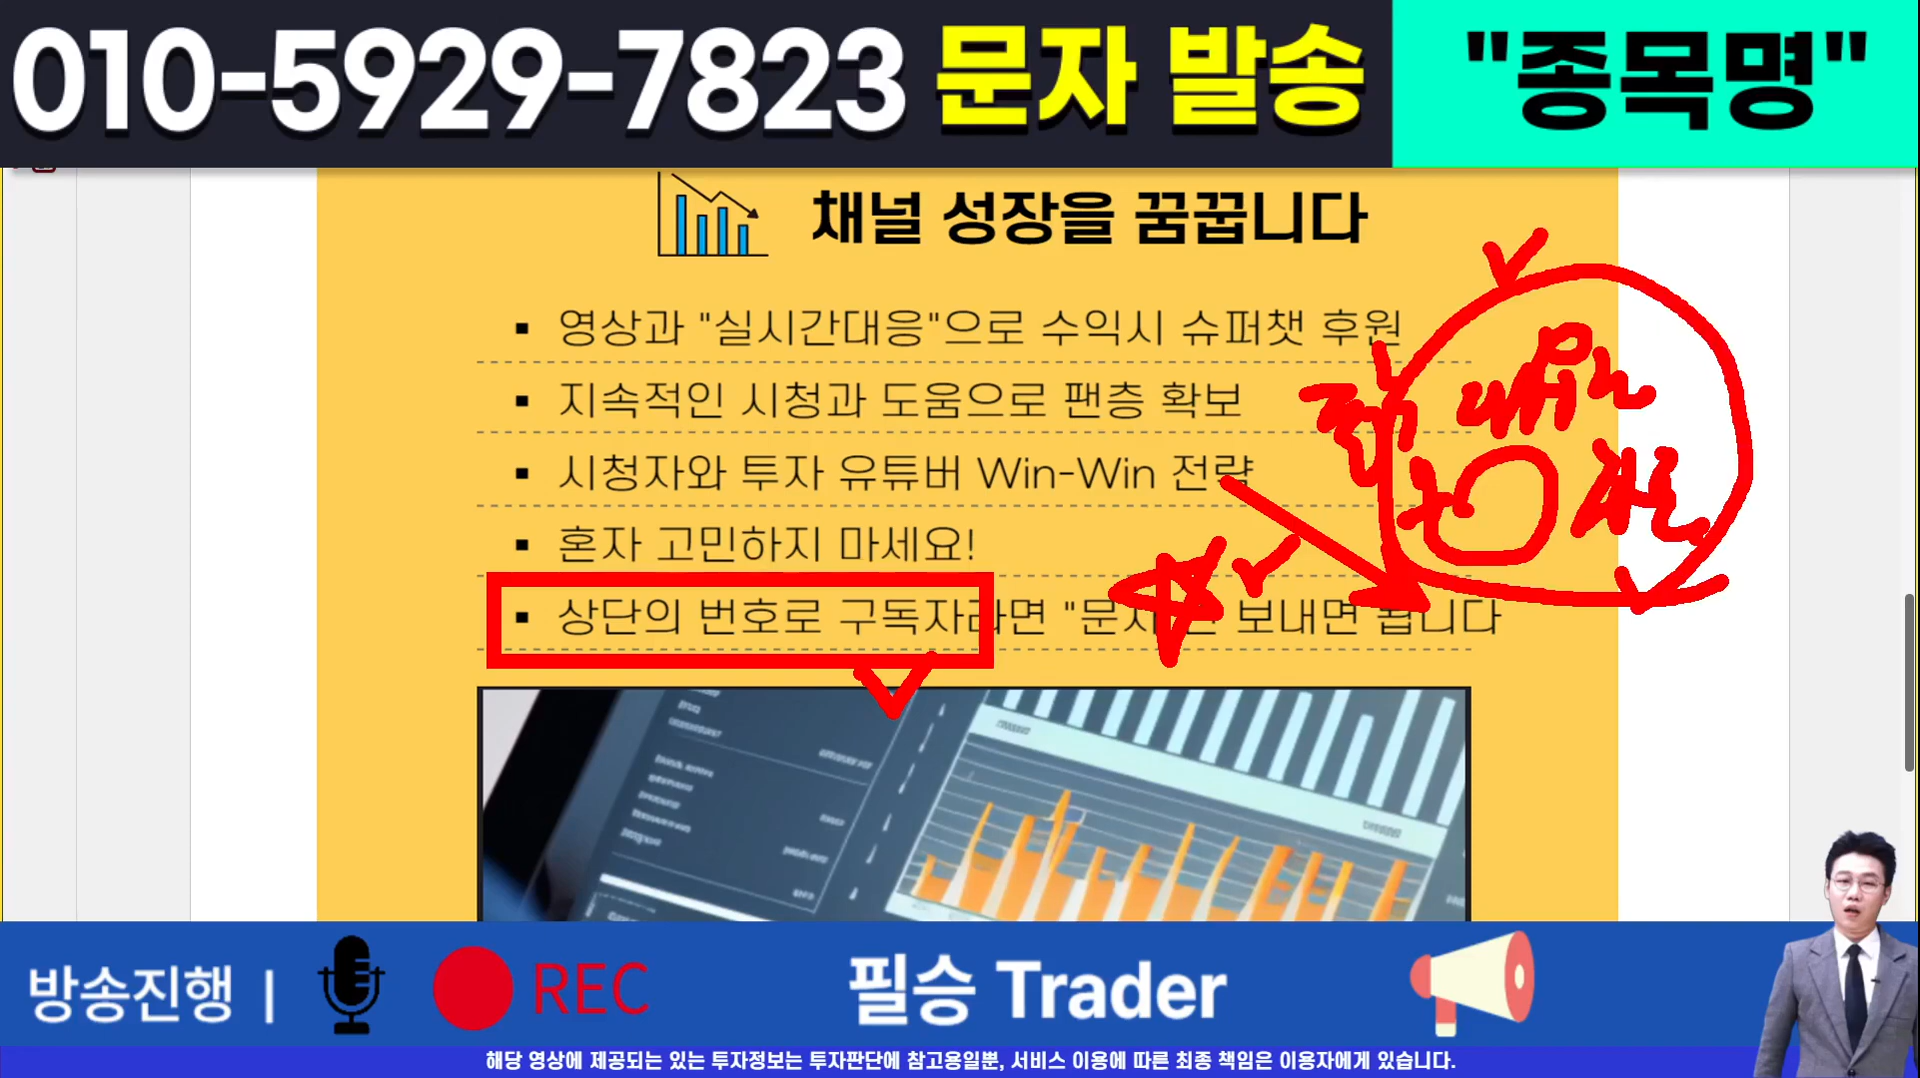 010-5929-7823 문자 발송 "종목명"
채널 성장을 꿈꿉니다
▪ 영상과 "실시간대응"으로 수익시 슈퍼챗 후원
▪ 지속적인 시청과 도움으로 팬층 확보
▪ 시청자와 투자 유튜버 Win-Win 전략
▪ 혼자 고민하지 마세요!
▪ 상단의 번호로 구독자라면 "문자 보내면 됩니다
방송진행 | REC 필승 Trader
해당 영상에 제공되는 있는 투자정보는 투자판단에 참고용일뿐, 서비스 이용에 따른 최종 책임은 이용자에게 있습니다.